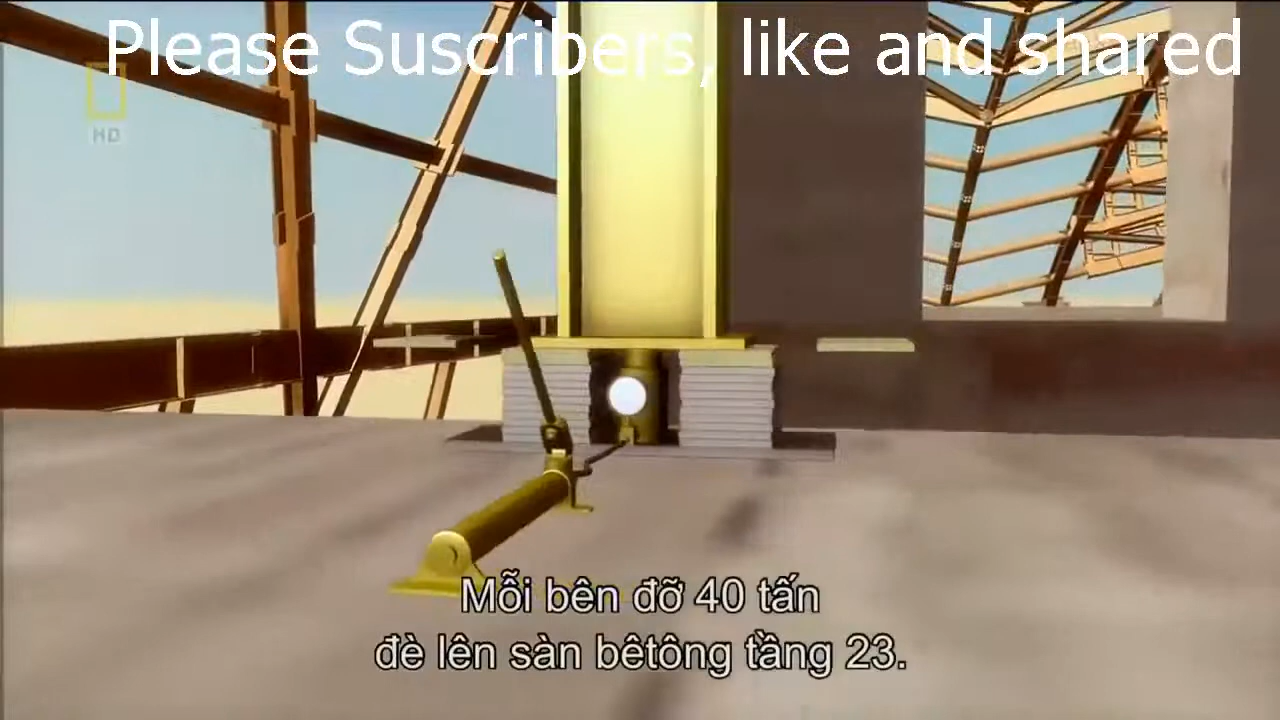 Please Suscribers, like and shared
HD
Mỗi bên đỡ 40 tấn
đè lên sàn bêtông tầng 23.